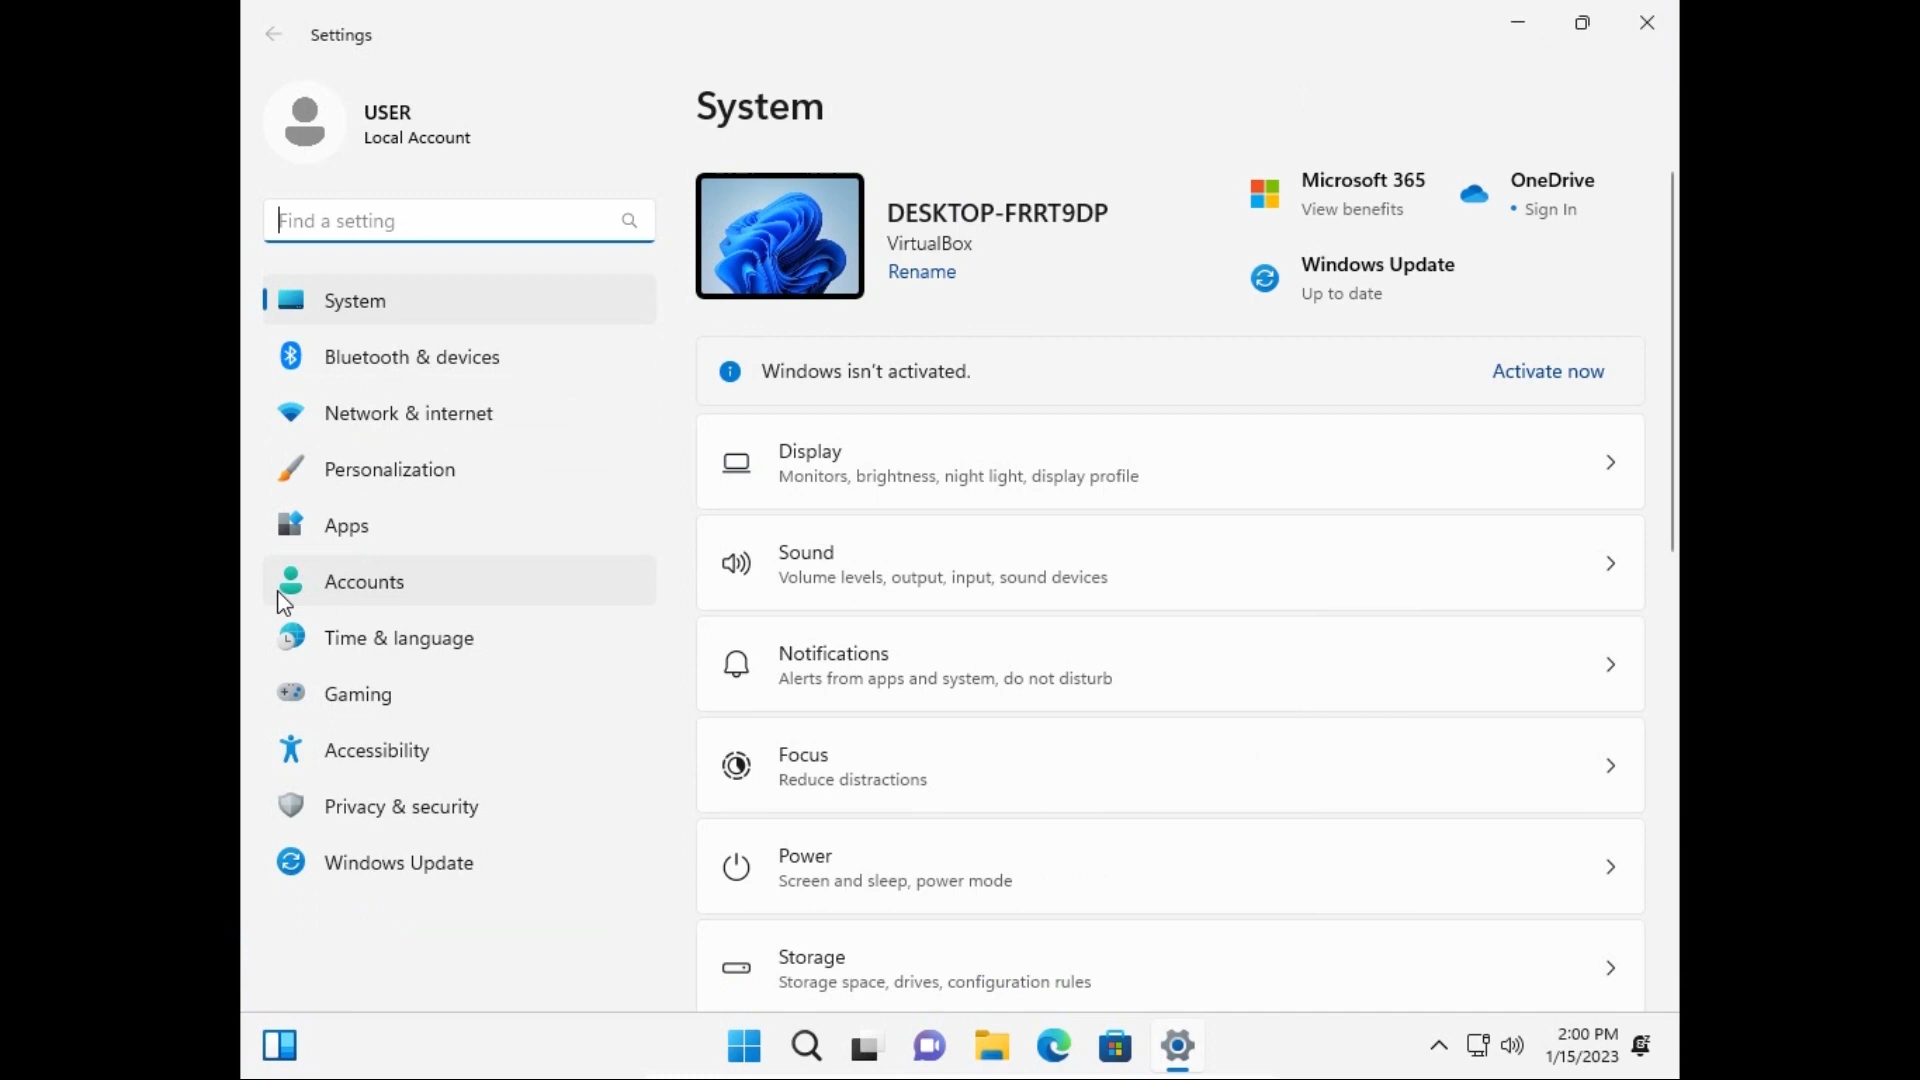 Settings
USER
Local Account
Find a setting
System
Bluetooth & devices
Network & internet
Personalization
Apps
Accounts
Time & language
Gaming
Accessibility
Privacy & security
Windows Update
System
DESKTOP-FRRT9DP
VirtualBox
Rename
Microsoft 365
View benefits
OneDrive
• Sign In
Windows Update
Up to date
Windows isn't activated.
Activate now
Display
Monitors, brightness, night light, display profile
Sound
Volume levels, output, input, sound devices
Notifications
Alerts from apps and system, do not disturb
Focus
Reduce distractions
Power
Screen and sleep, power mode
Storage
Storage space, drives, configuration rules
2:00 PM
1/15/2023